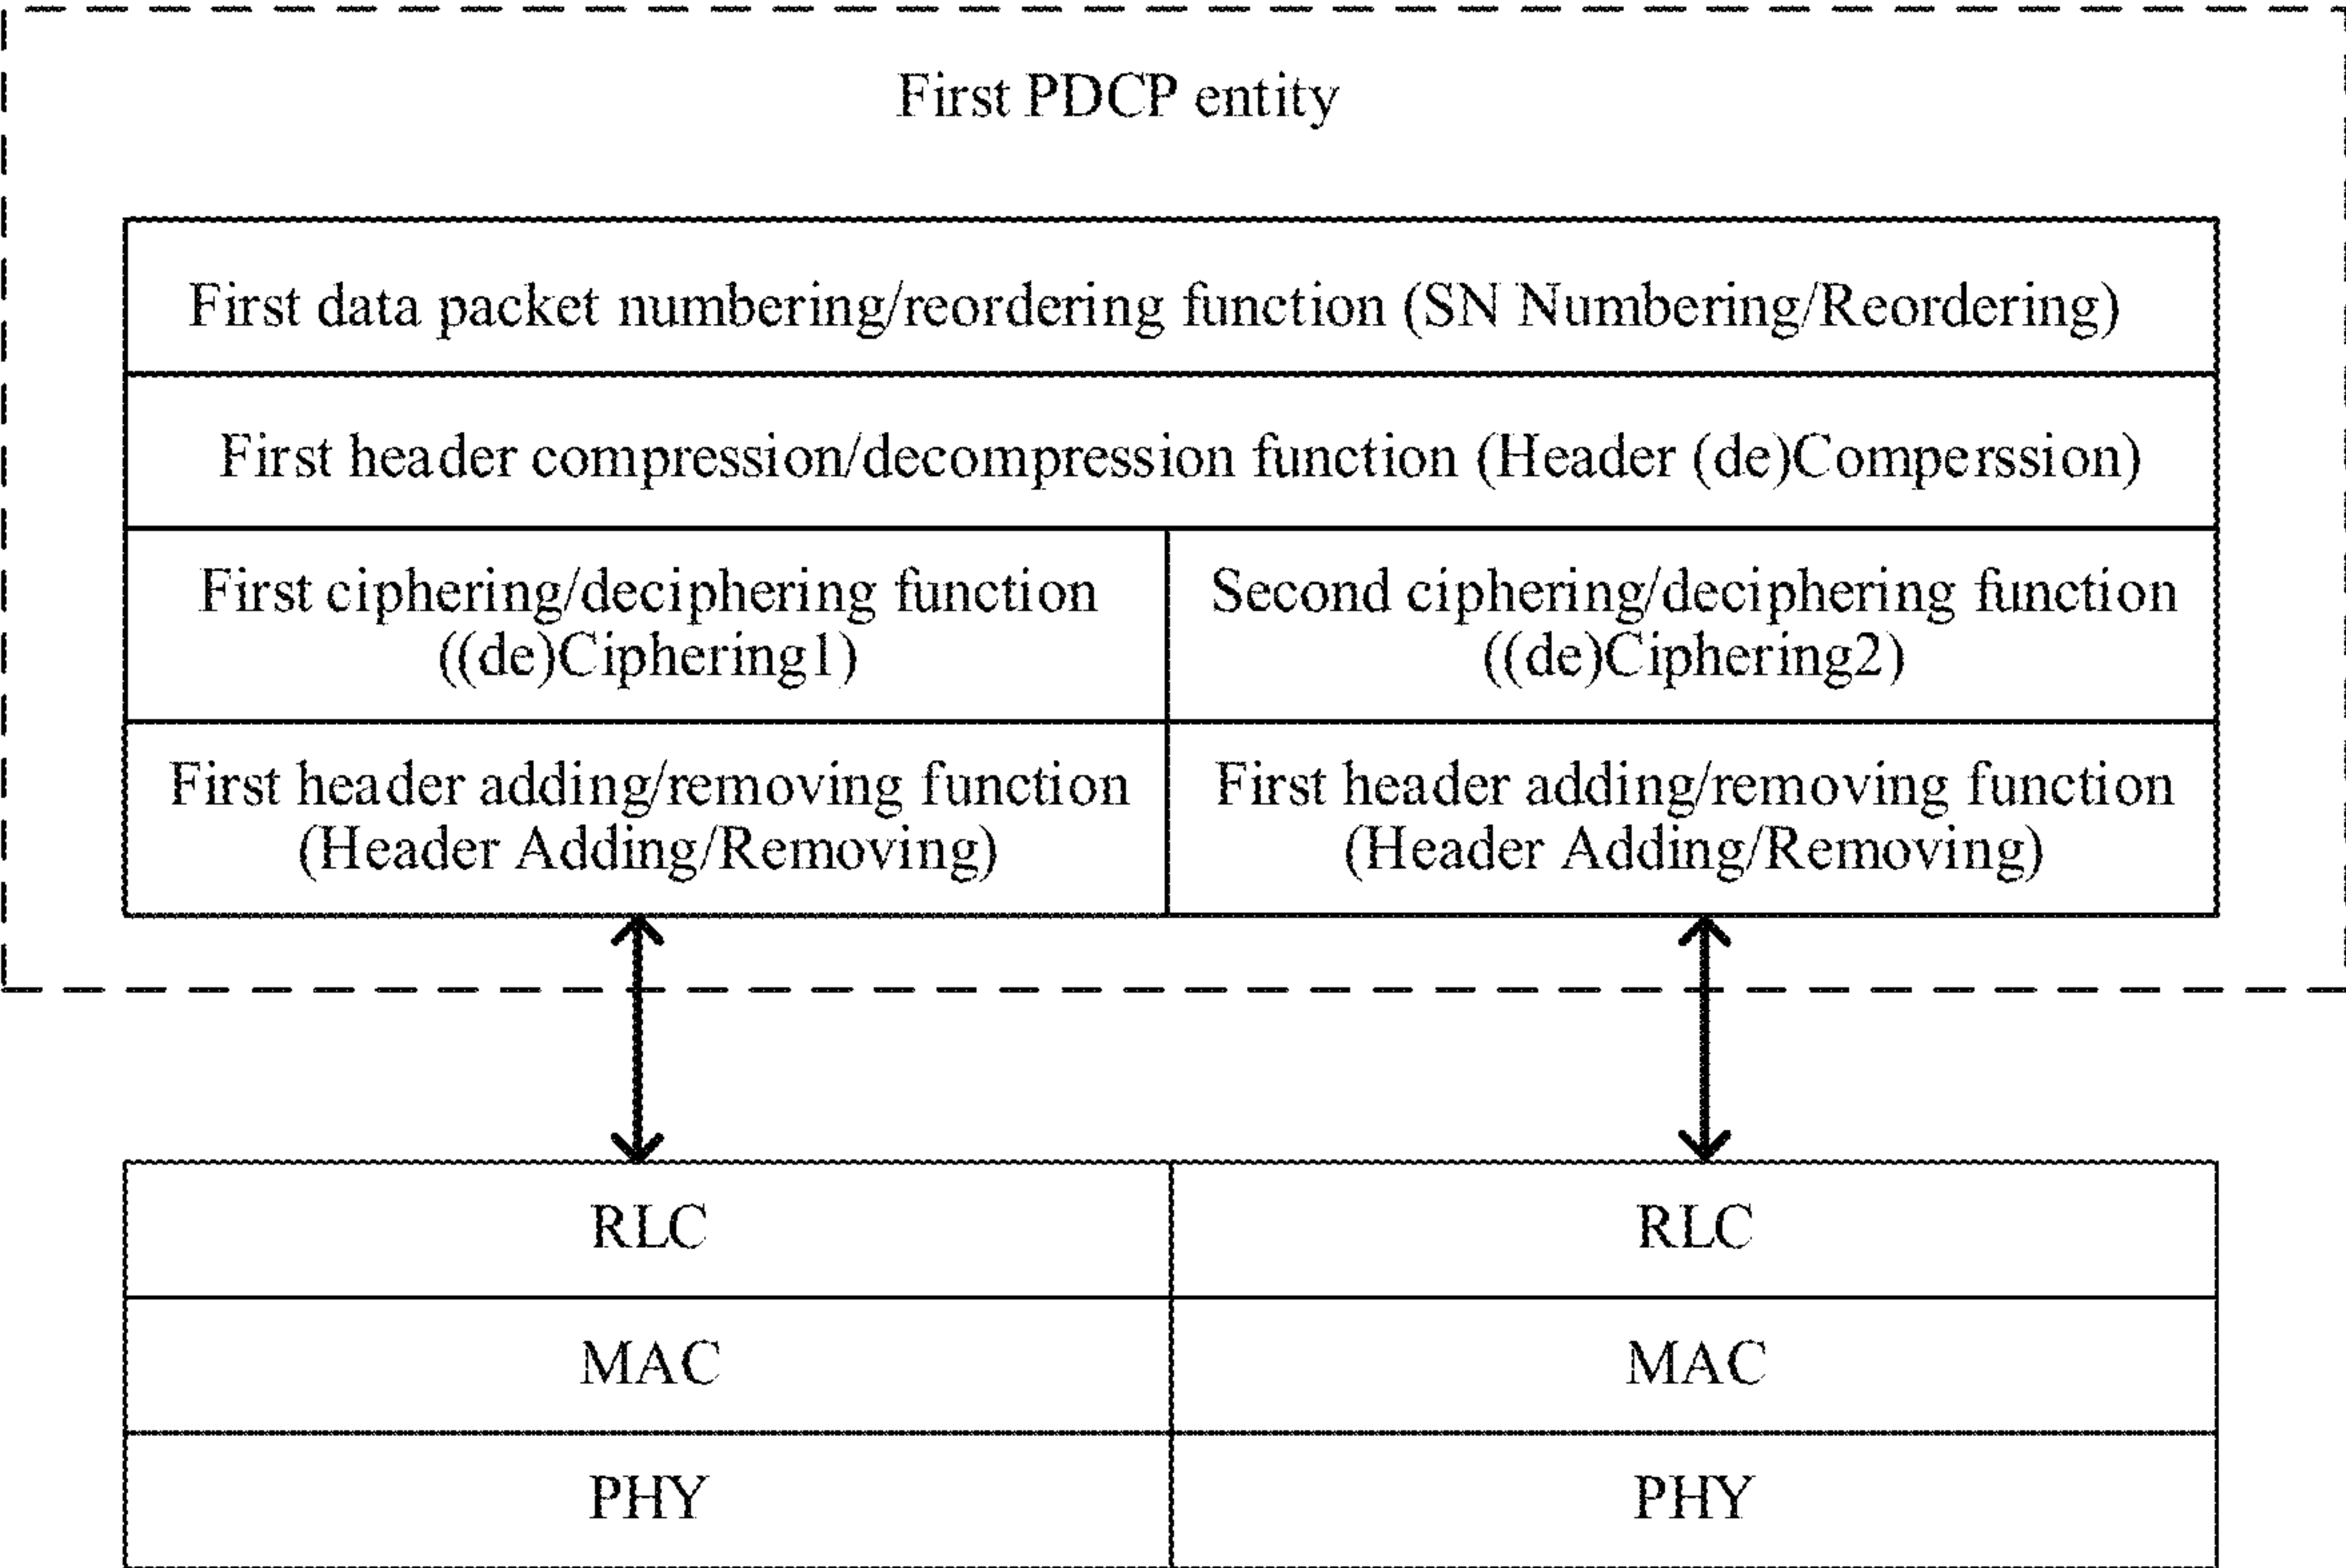 First PDCP entity
First data packet numbering/reordering function (SN Numbering/Reordering)
First header compression/decompression function (Header (de)Comperssion)
First ciphering/deciphering function
((de)Ciphering1)
Second ciphering/deciphering function
((de)Ciphering2)
First header adding/removing function
(Header Adding/Removing)
First header adding/removing function
(Header Adding/Removing)
RLC
RLC
MAC
MAC
PHY
PHY